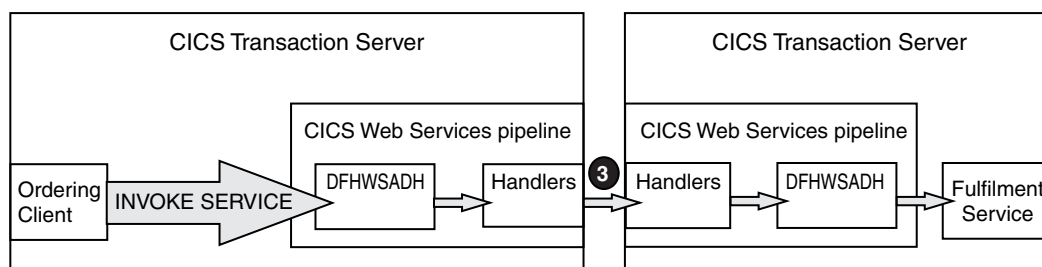 CICS Transaction Server
CICS Transaction Server
CICS Web Services pipeline
CICS Web Services pipeline
Ordering
Client
INVOKE SERVICE
DFHWSADH
Handlers
3
Handlers
DFHWSADH
Fulfilment
Service